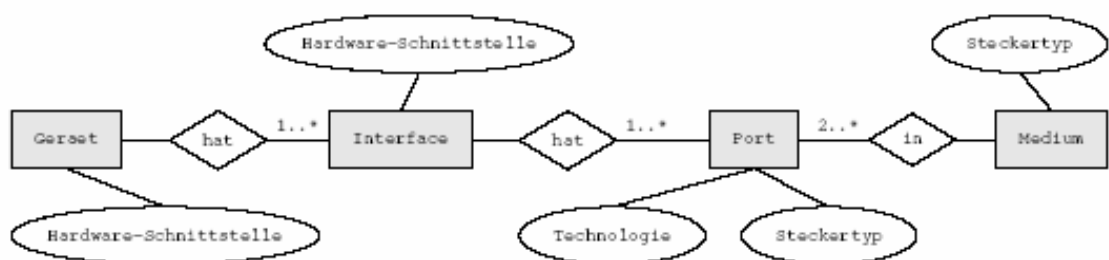 Hardware-Schnittstelle
Steckertyp
Geraet
hat
1..*
Interface
hat
1..*
Port
2..*
in
Medium
Hardware-Schnittstelle
Technologie
Steckertyp